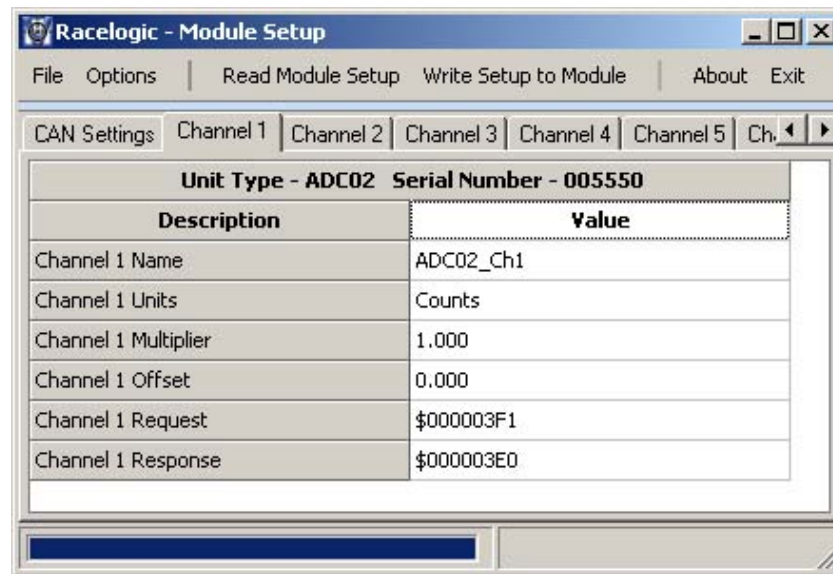 Racelogic - Module Setup
File Options Read Module Setup Write Setup to Module About Exit
CAN Settings Channel 1 Channel 2 Channel 3 Channel 4 Channel 5 Ch
Unit Type - ADC02 Serial Number - 005550
Description Value
Channel 1 Name ADC02_Ch1
Channel 1 Units Counts
Channel 1 Multiplier 1.000
Channel 1 Offset 0.000
Channel 1 Request $000003F1
Channel 1 Response $000003E0